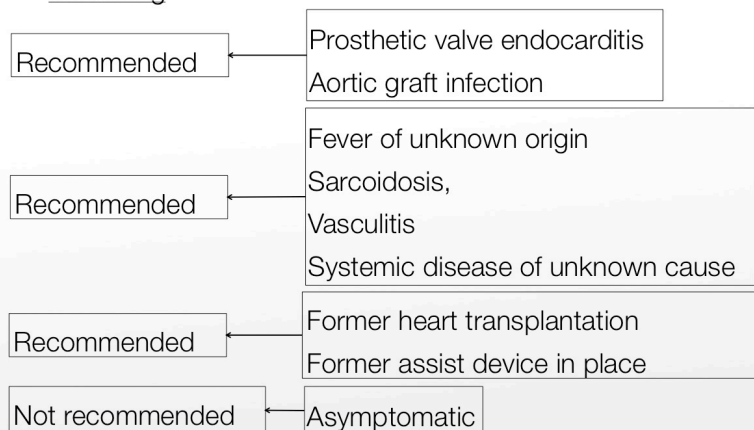 Recommended
Prosthetic valve endocarditis
Aortic graft infection
Recommended
Fever of unknown origin
Sarcoidosis,
Vasculitis
Systemic disease of unknown cause
Recommended
Former heart transplantation
Former assist device in place
Not recommended
Asymptomatic